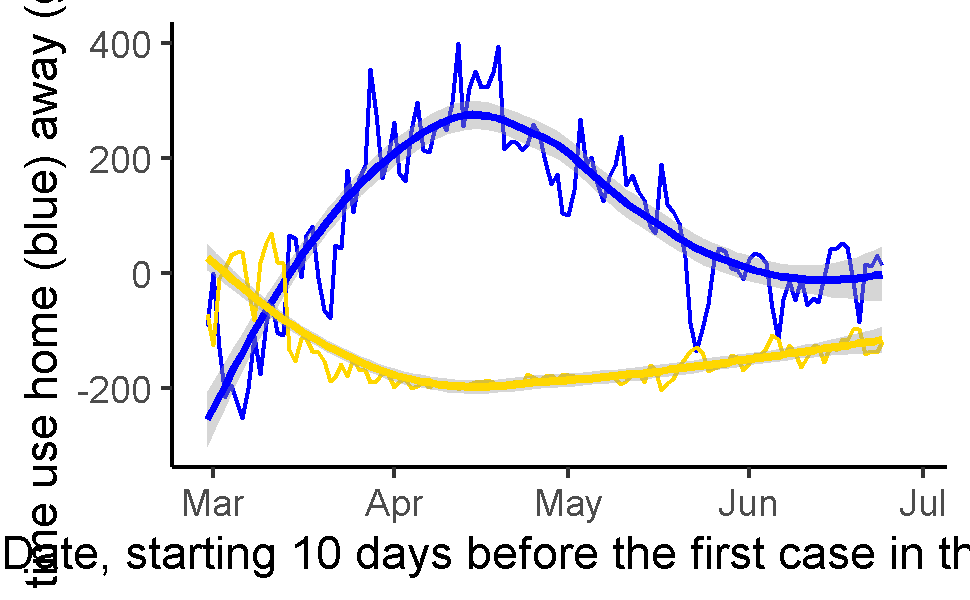 time use home (blue) away (
400
200
0
-200
Mar Apr May Jun Jul
Date, starting 10 days before the first case in th